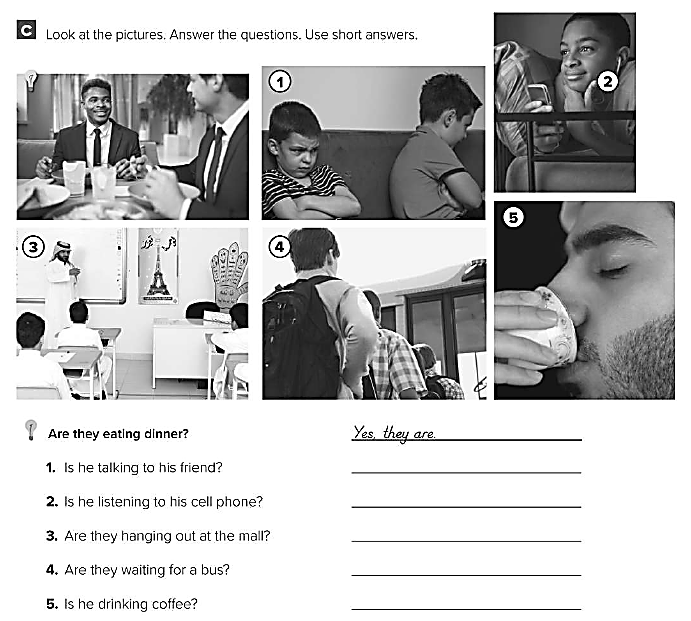 C Look at the pictures. Answer the questions. Use short answers.
1
2
3
4
5
Are they eating dinner? Yes, they are.
1. Is he talking to his friend?
2. Is he listening to his cell phone?
3. Are they hanging out at the mall?
4. Are they waiting for a bus?
5. Is he drinking coffee?